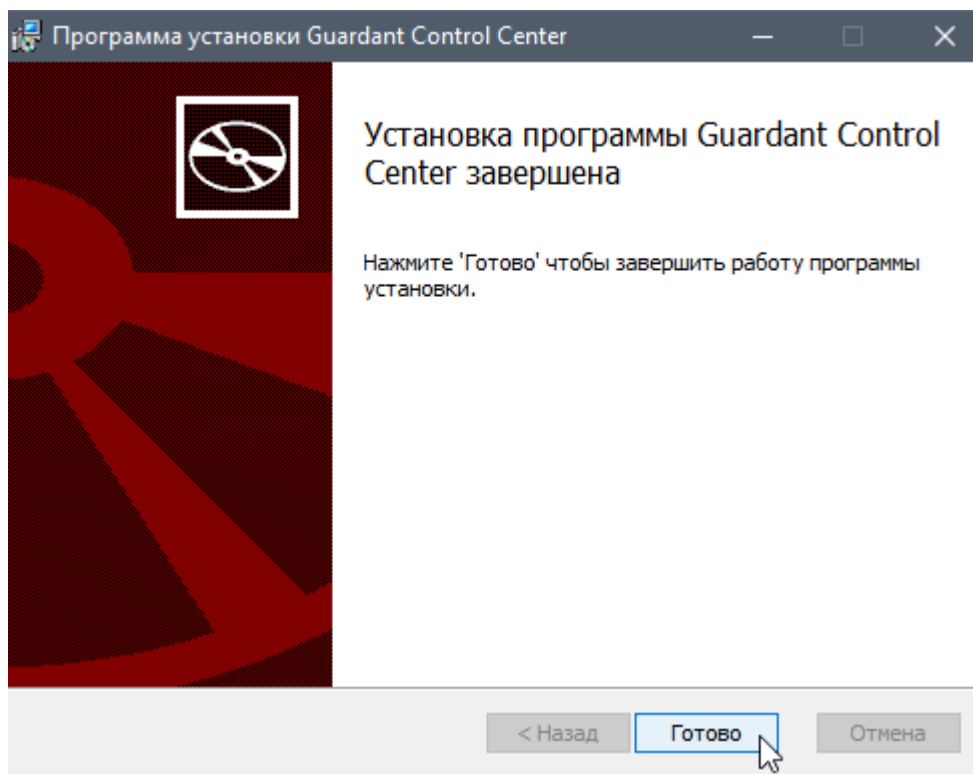 Программа установки Guardant Control Center
Установка программы Guardant Control
Center завершена
Нажмите 'Готово' чтобы завершить работу программы
установки.
< Назад
Готово
Отмена